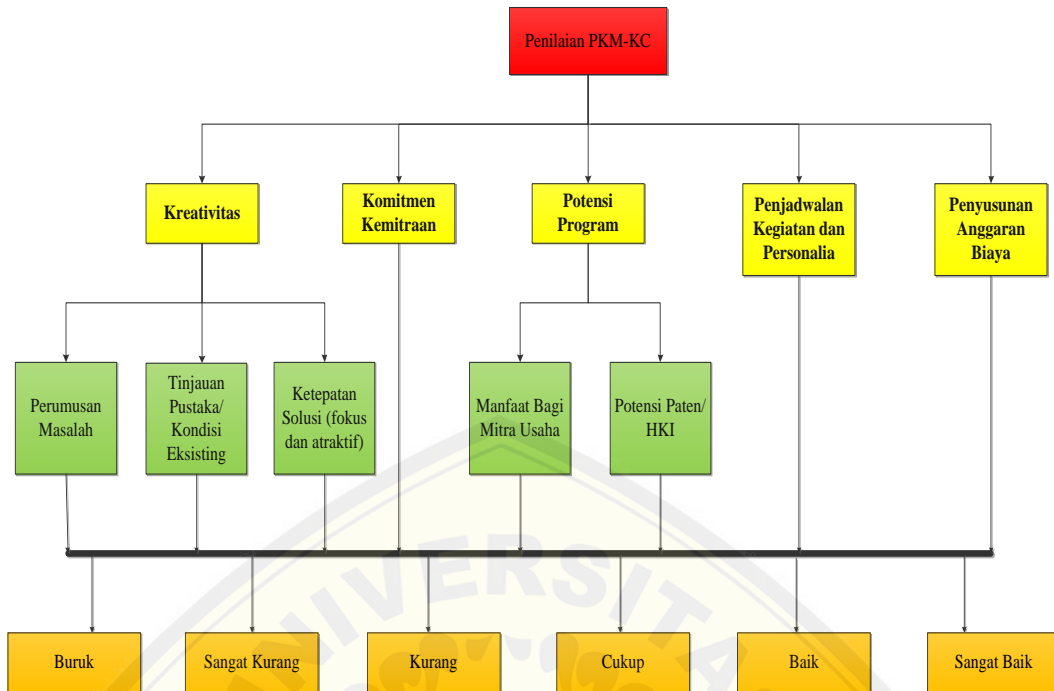 Penilaian PKM-KC
Kreativitas
Komitmen
Kemitraan
Potensi
Program
Penjadwalan
Kegiatan dan
Personalia
Penyusunan
Anggaran
Biaya
Perumusan
Masalah
Tinjauan
Pustaka/
Kondisi
Eksisting
Ketepatan
Solusi (fokus
dan atraktif)
Manfaat Bagi
Mitra Usaha
Potensi Paten/
HKI
UNIVERSITA
Buruk
Sangat Kurang
Kurang
Cukup
Baik
Sangat Baik